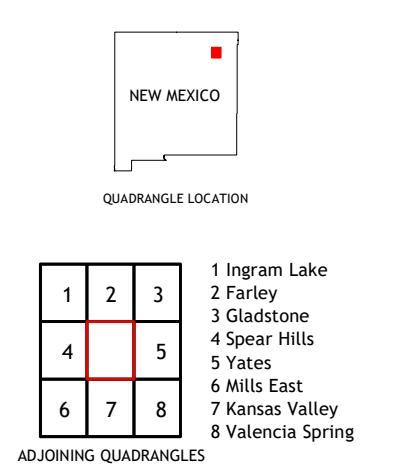 NEW MEXICO
QUADRANGLE LOCATION
1 2 3
4 5
6 7 8
1 Ingram Lake
2 Farley
3 Gladstone
4 Spear Hills
5 Yates
6 Mills East
7 Kansas Valley
8 Valencia Spring
ADJOINING QUADRANGLES